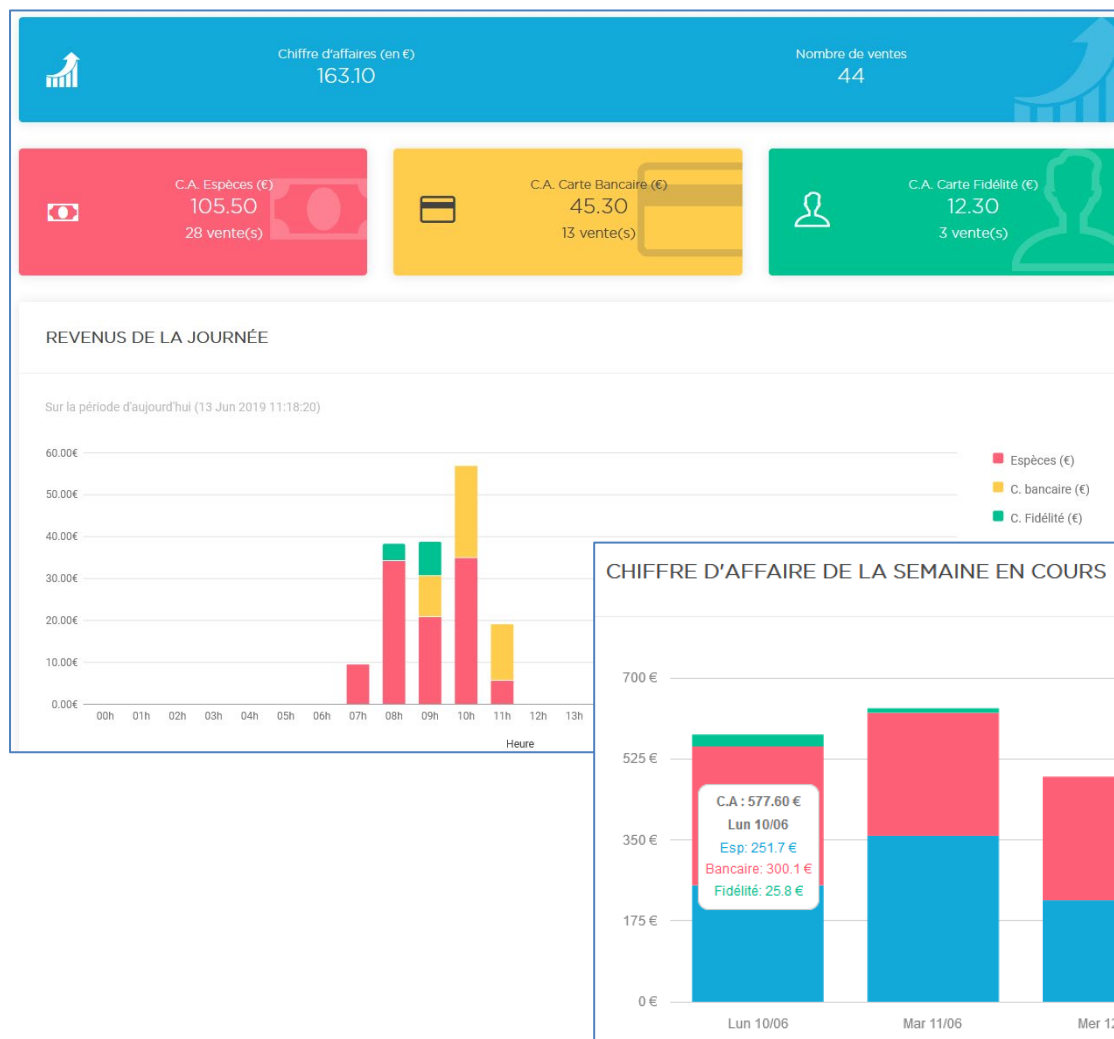 Chiffre d'affaires (en €)
163.10
Nombre de ventes
44
C.A. Espèces (€)
105.50
28 vente(s)
C.A. Carte Bancaire (€)
45.30
13 vente(s)
C.A. Carte Fidélité (€)
12.30
3 vente(s)
REVENUS DE LA JOURNÉE
Sur la période d'aujourd'hui (13 Jun 2019 11:18:20)
60.00€
50.00€
40.00€
30.00€
20.00€
10.00€
0.00€
00h 01h 02h 03h 04h 05h 06h 07h 08h 09h 10h 11h 12h 13h
Heure
Espèces (€)
C. bancaire (€)
C. Fidélité (€)
CHIFFRE D'AFFAIRE DE LA SEMAINE EN COURS
700 €
525 €
350 €
175 €
0 €
C.A : 577.60 €
Lun 10/06
Esp: 251.7 €
Bancaire: 300.1 €
Fidélité: 25.8 €
Lun 10/06 Mar 11/06 Mer